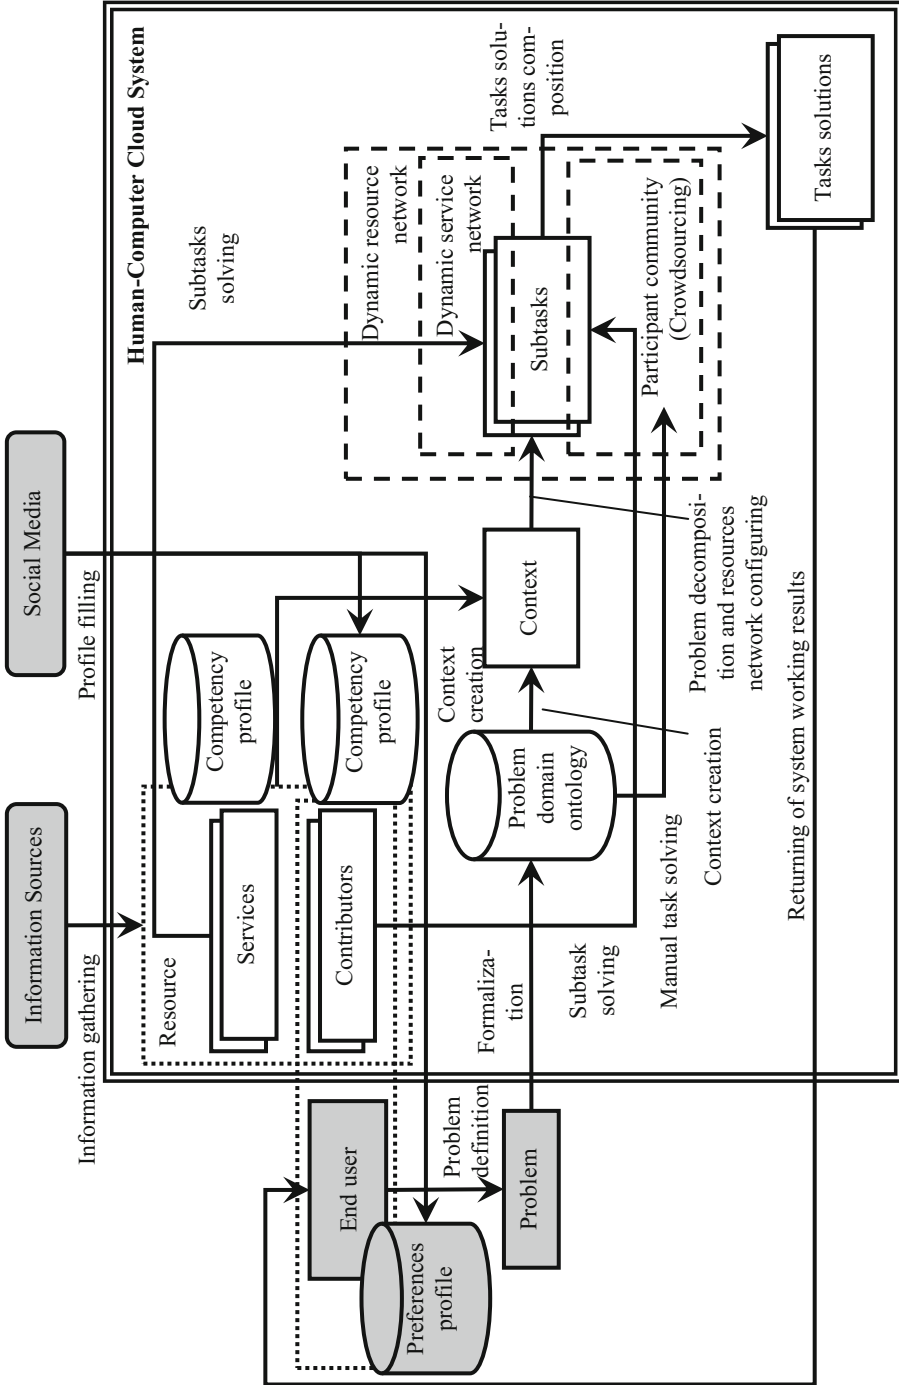 Information Sources
Social Media
Information gathering
Profile filling
Human-Computer Cloud System
Resource
Services
Competency
profile
Subtasks
solving
Contributors
Competency
profile
End user
Preferences
profile
Problem
definition
Problem
Formaliza-
tion
Problem
domain
ontology
Context
creation
Context
Dynamic resource
network
Dynamic service
network
Subtasks
Participant community
(Crowdsourcing)
Tasks solu-
tions com-
position
Subtask
solving
Manual task solving
Context creation
Problem decomposi-
tion and resources
network configuring
Returning of system working results
Tasks solutions